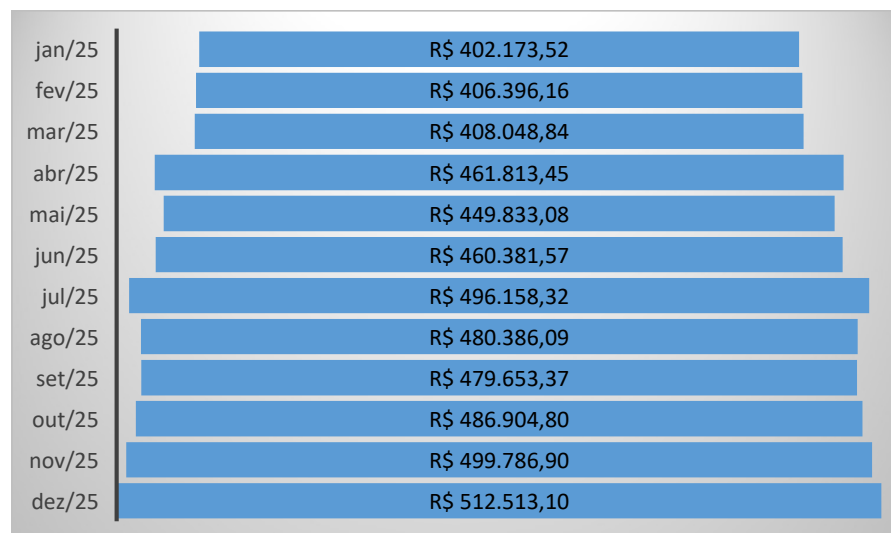 jan/25 R$ 402.173,52
fev/25 R$ 406.396,16
mar/25 R$ 408.048,84
abr/25 R$ 461.813,45
mai/25 R$ 449.833,08
jun/25 R$ 460.381,57
jul/25 R$ 496.158,32
ago/25 R$ 480.386,09
set/25 R$ 479.653,37
out/25 R$ 486.904,80
nov/25 R$ 499.786,90
dez/25 R$ 512.513,10